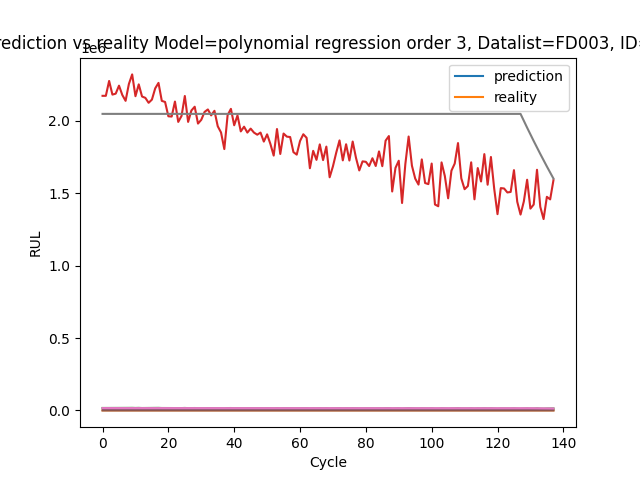 rediction vs reality Model=polynomial regression order 3, Datalist=FD003, ID=
1e6
prediction
reality
2.0
1.5
1.0
0.5
0.0
RUL
0 20 40 60 80 100 120 140
Cycle